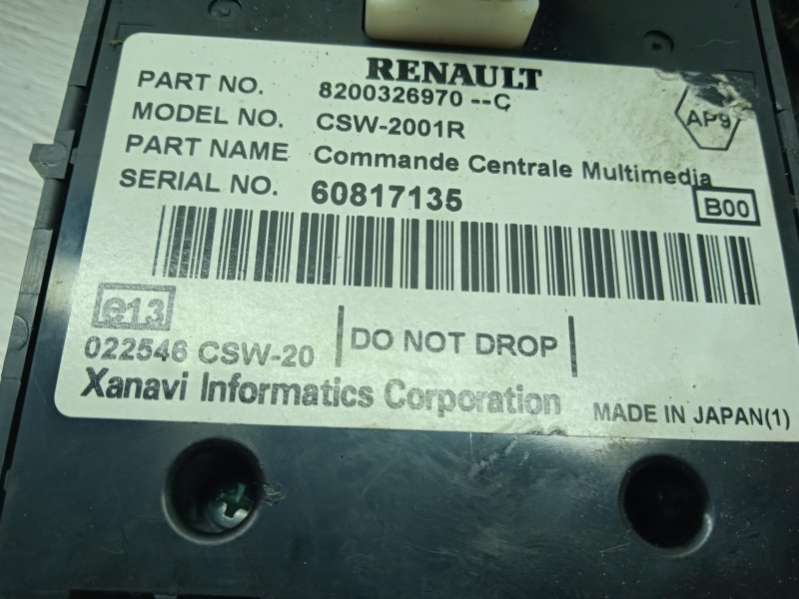 RENAULT
PART NO. 8200326970 --C
MODEL NO. CSW-2001R
AP9
PART NAME Commande Centrale Multimedia
SERIAL NO. 60817135
B00
e13
022546 CSW-20
DO NOT DROP
Xanavi Informatics Corporation
MADE IN JAPAN(1)